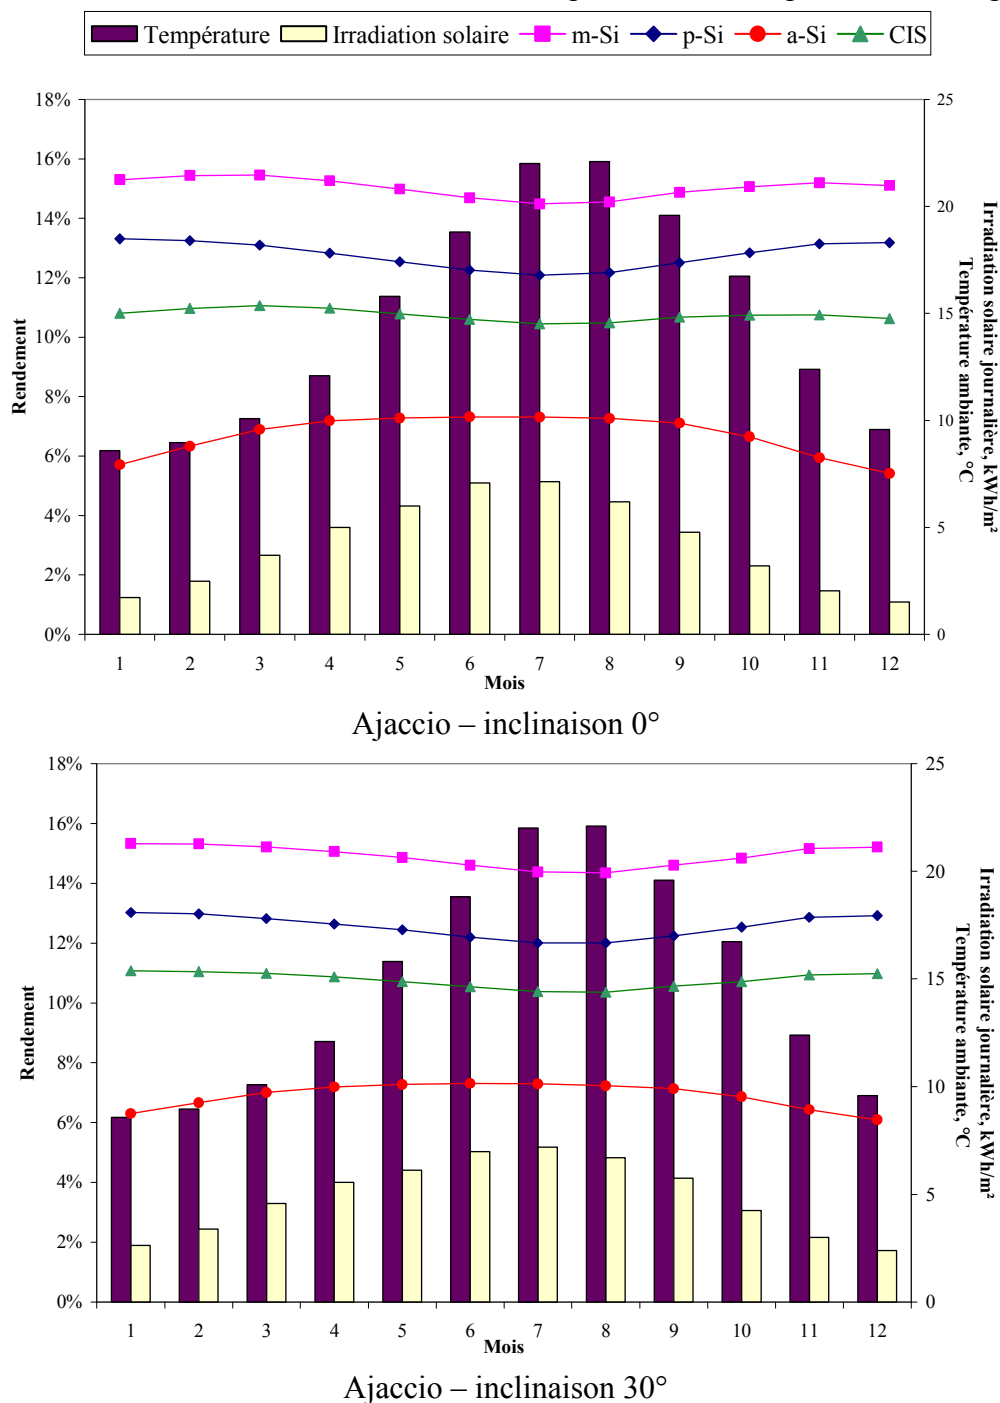 Température Irradiation solaire m-Si p-Si a-Si CIS
18%
16%
14%
12%
10%
8%
6%
4%
2%
0%
Rendement
25
20
15
10
5
0
Irradiation solaire journalière, kWh/m²
Température ambiante, °C
1 2 3 4 5 6 7 8 9 10 11 12
Mois
Ajaccio – inclinaison 0°
18%
16%
14%
12%
10%
8%
6%
4%
2%
0%
Rendement
25
20
15
10
5
0
Irradiation solaire journalière, kWh/m²
Température ambiante, °C
1 2 3 4 5 6 7 8 9 10 11 12
Mois
Ajaccio – inclinaison 30°